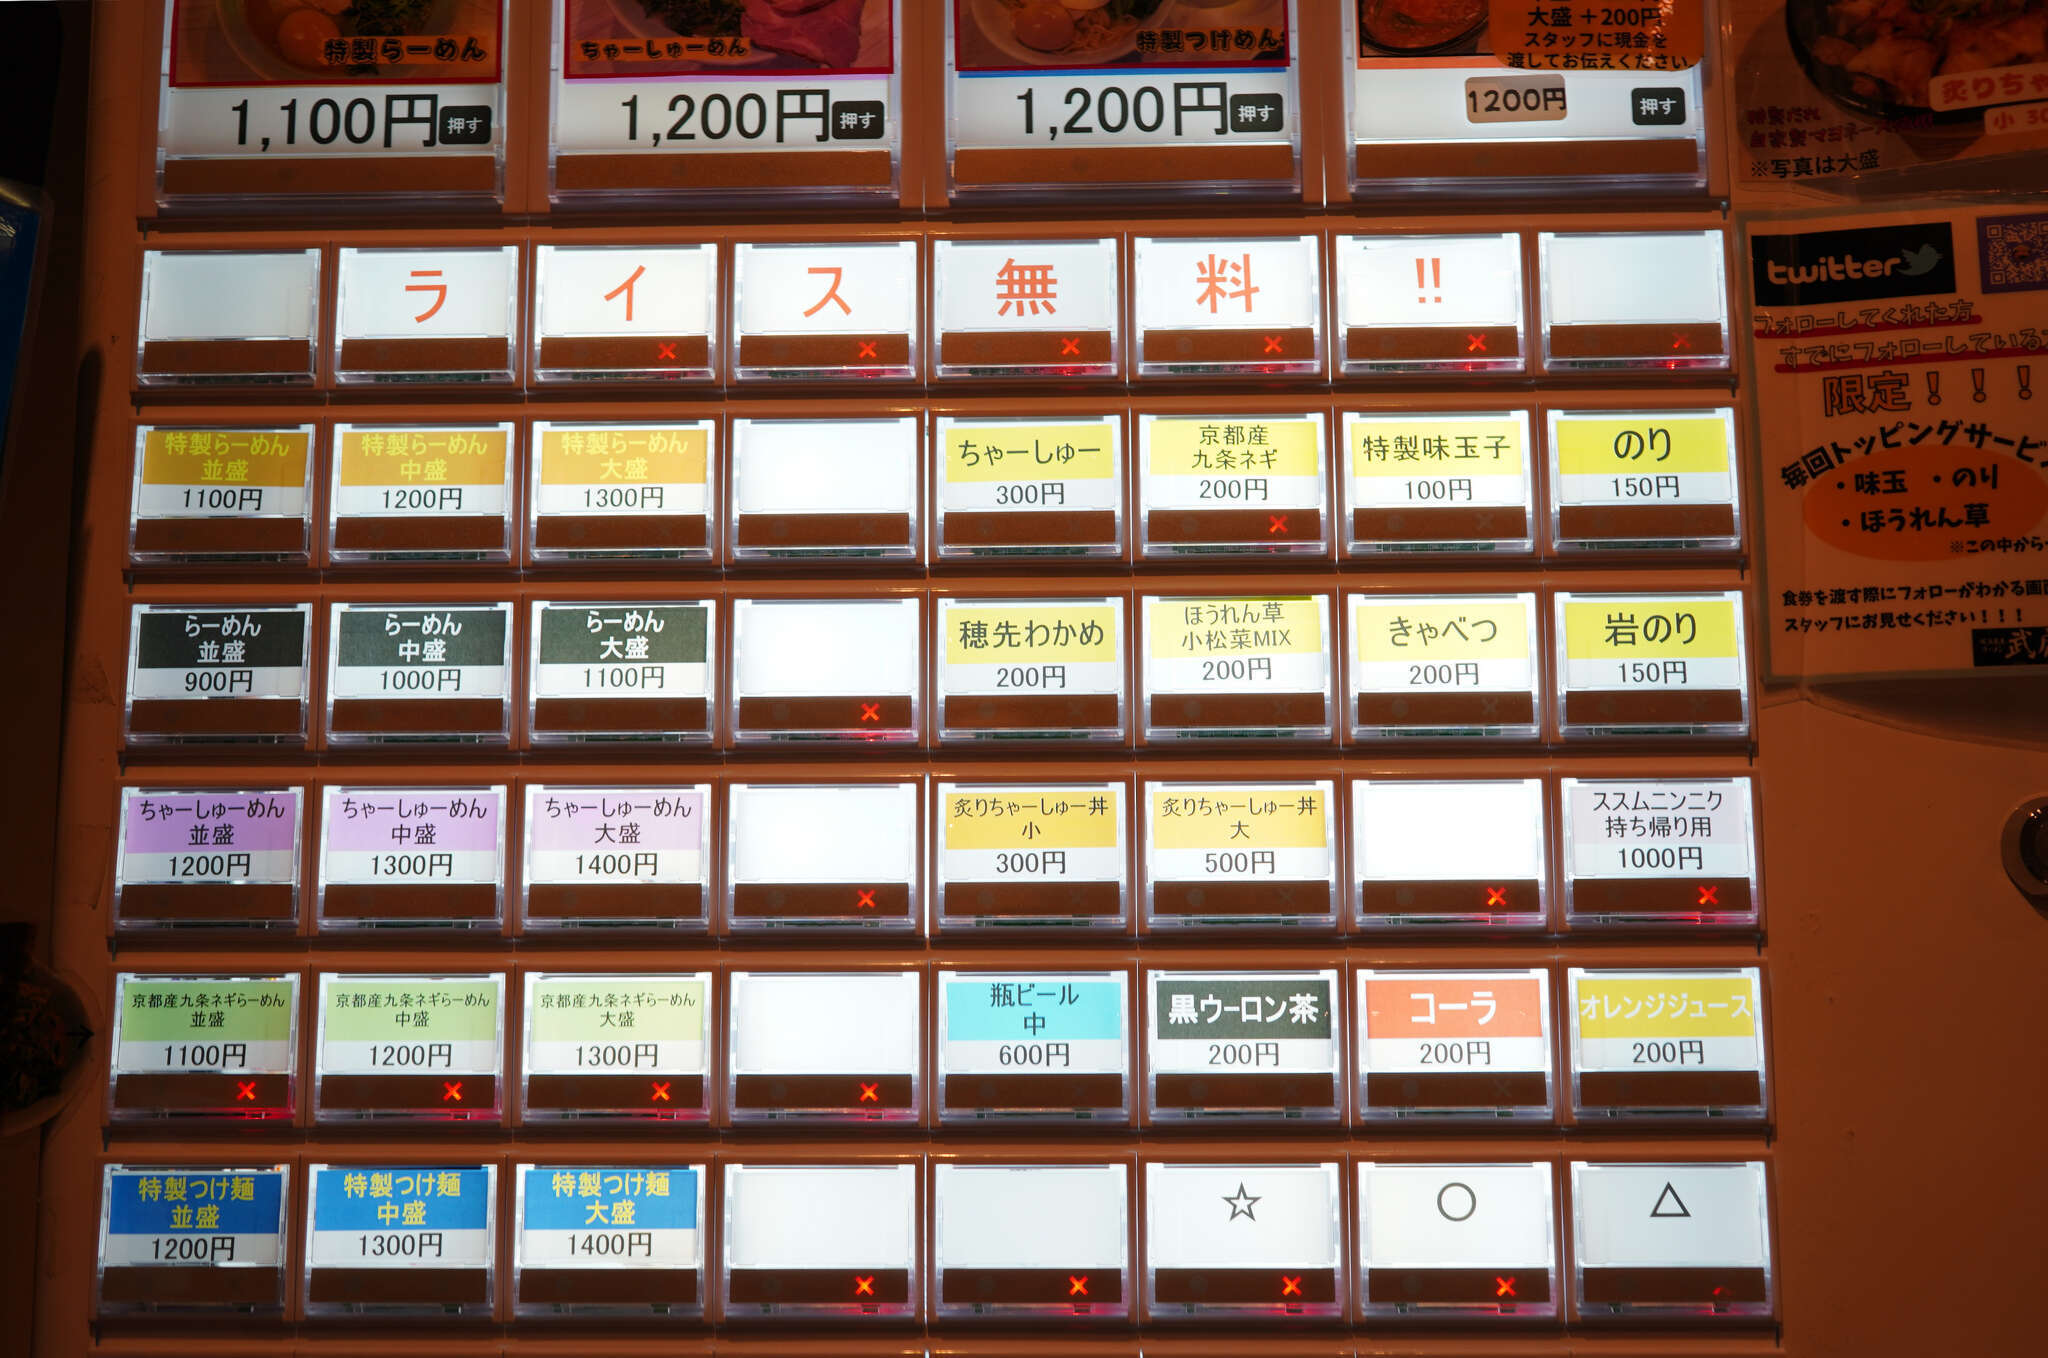 特製らーめん
1,100円
押す
ちゃーしゅーめん
1,200円
押す
特製つけめん
1,200円
押す
大盛＋200円
スタッフに現金を
渡してお伝えください
1200円
押す
炙りちゃ
小 30
※写真は大盛
ライス無料!!
特製らーめん
並盛
1100円
特製らーめん
中盛
1200円
特製らーめん
大盛
1300円
ちゃーしゅー
300円
京都産
九条ネギ
200円
特製味玉子
100円
のり
150円
らーめん
並盛
900円
らーめん
中盛
1000円
らーめん
大盛
1100円
穂先わかめ
200円
ほうれん草
小松菜MIX
200円
きゃべつ
200円
岩のり
150円
ちゃーしゅーめん
並盛
1200円
ちゃーしゅーめん
中盛
1300円
ちゃーしゅーめん
大盛
1400円
炙りちゃーしゅー丼
小
300円
炙りちゃーしゅー丼
大
500円
ススムニンニク
持ち帰り用
1000円
京都産九条ネギらーめん
並盛
1100円
京都産九条ネギらーめん
中盛
1200円
京都産九条ネギらーめん
大盛
1300円
瓶ビール
中
600円
黒ウーロン茶
200円
コーラ
200円
オレンジジュース
200円
特製つけ麺
並盛
1200円
特製つけ麺
中盛
1300円
特製つけ麺
大盛
1400円
☆
○
△
twitter
フォローしてくれた方
すでにフォローしている
限定！！！
毎回トッピングサービ
・味玉 ・のり
・ほうれん草
※この中から
食券を渡す際にフォローがわかる画
スタッフにお見せください！！！